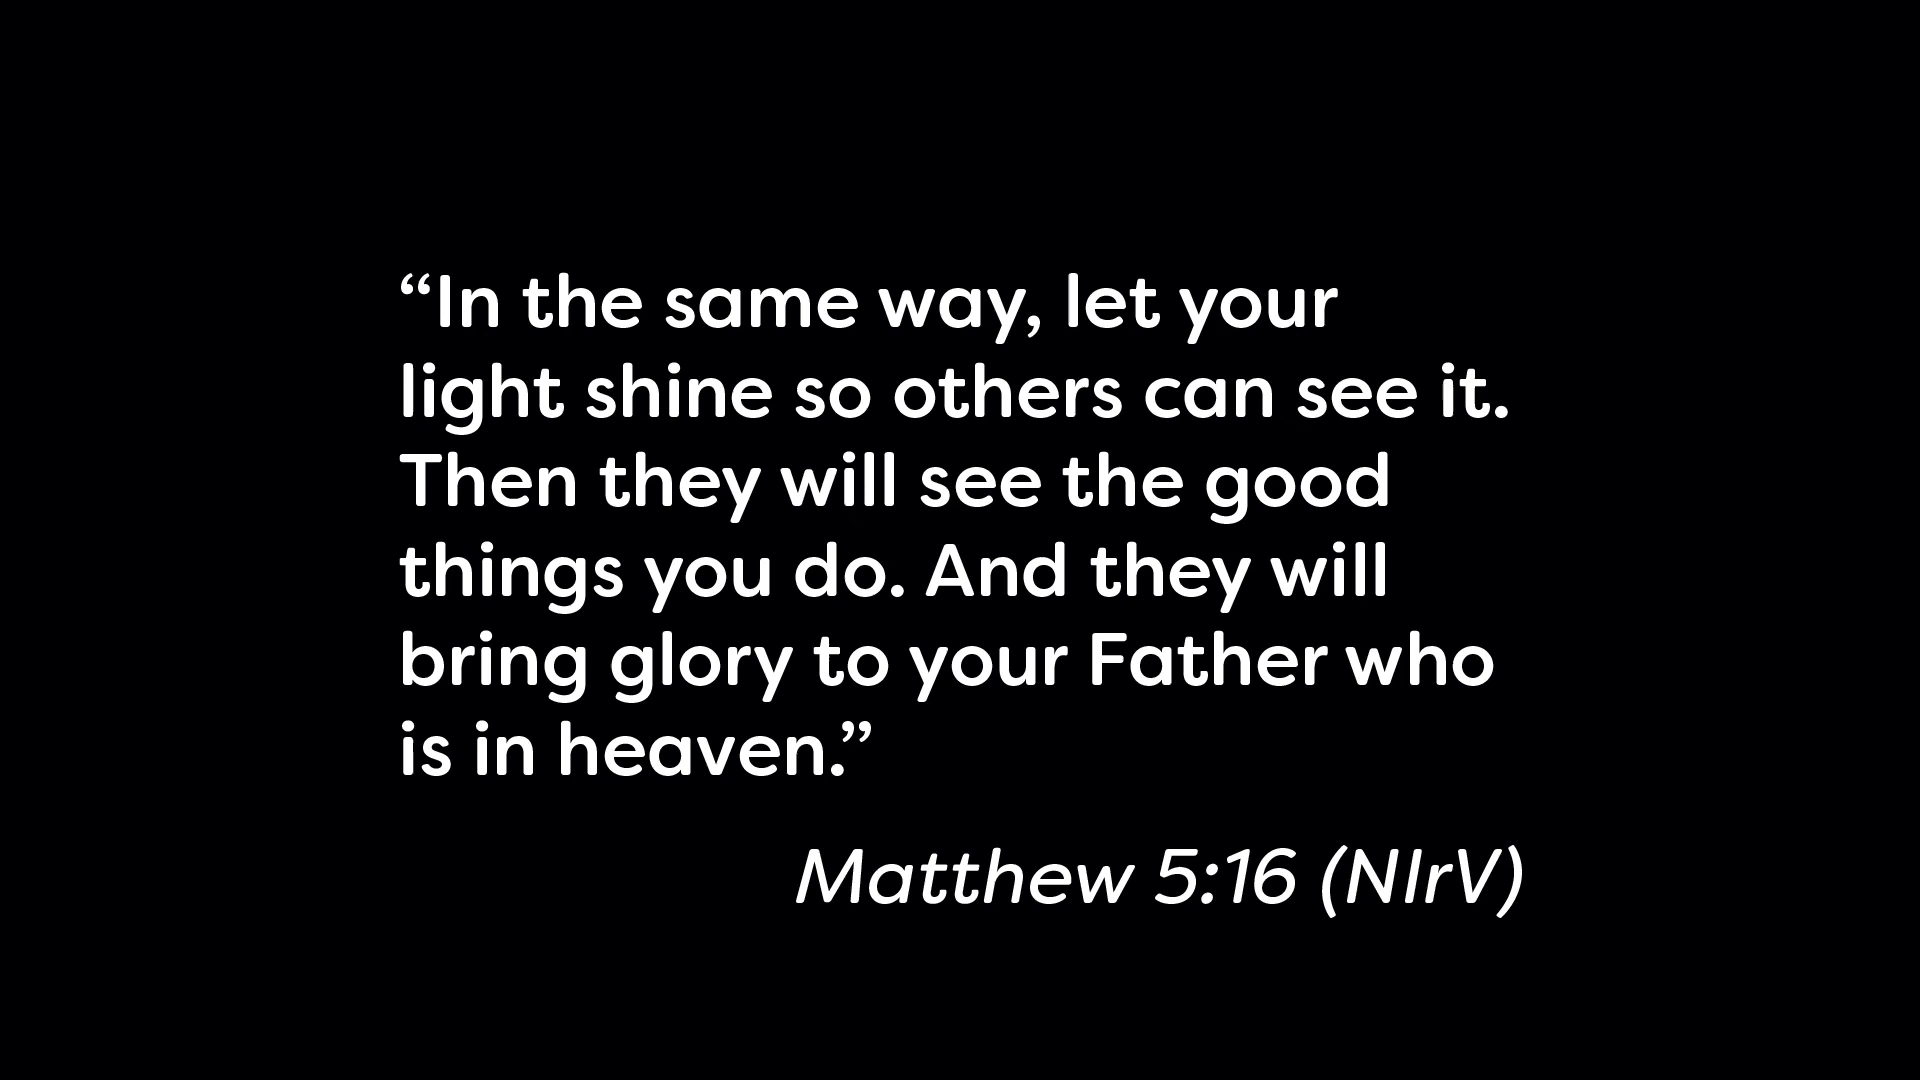 “In the same way, let your
light shine so others can see it.
Then they will see the good
things you do. And they will
bring glory to your Father who
is in heaven.”
Matthew 5:16 (NIrV)